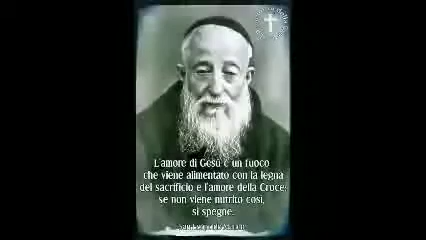 L'amore di Gesù è un fuoco
che viene alimentato con la legna
del sacrificio e l'amore della Croce;
se non viene nutrito così,
si spegne.